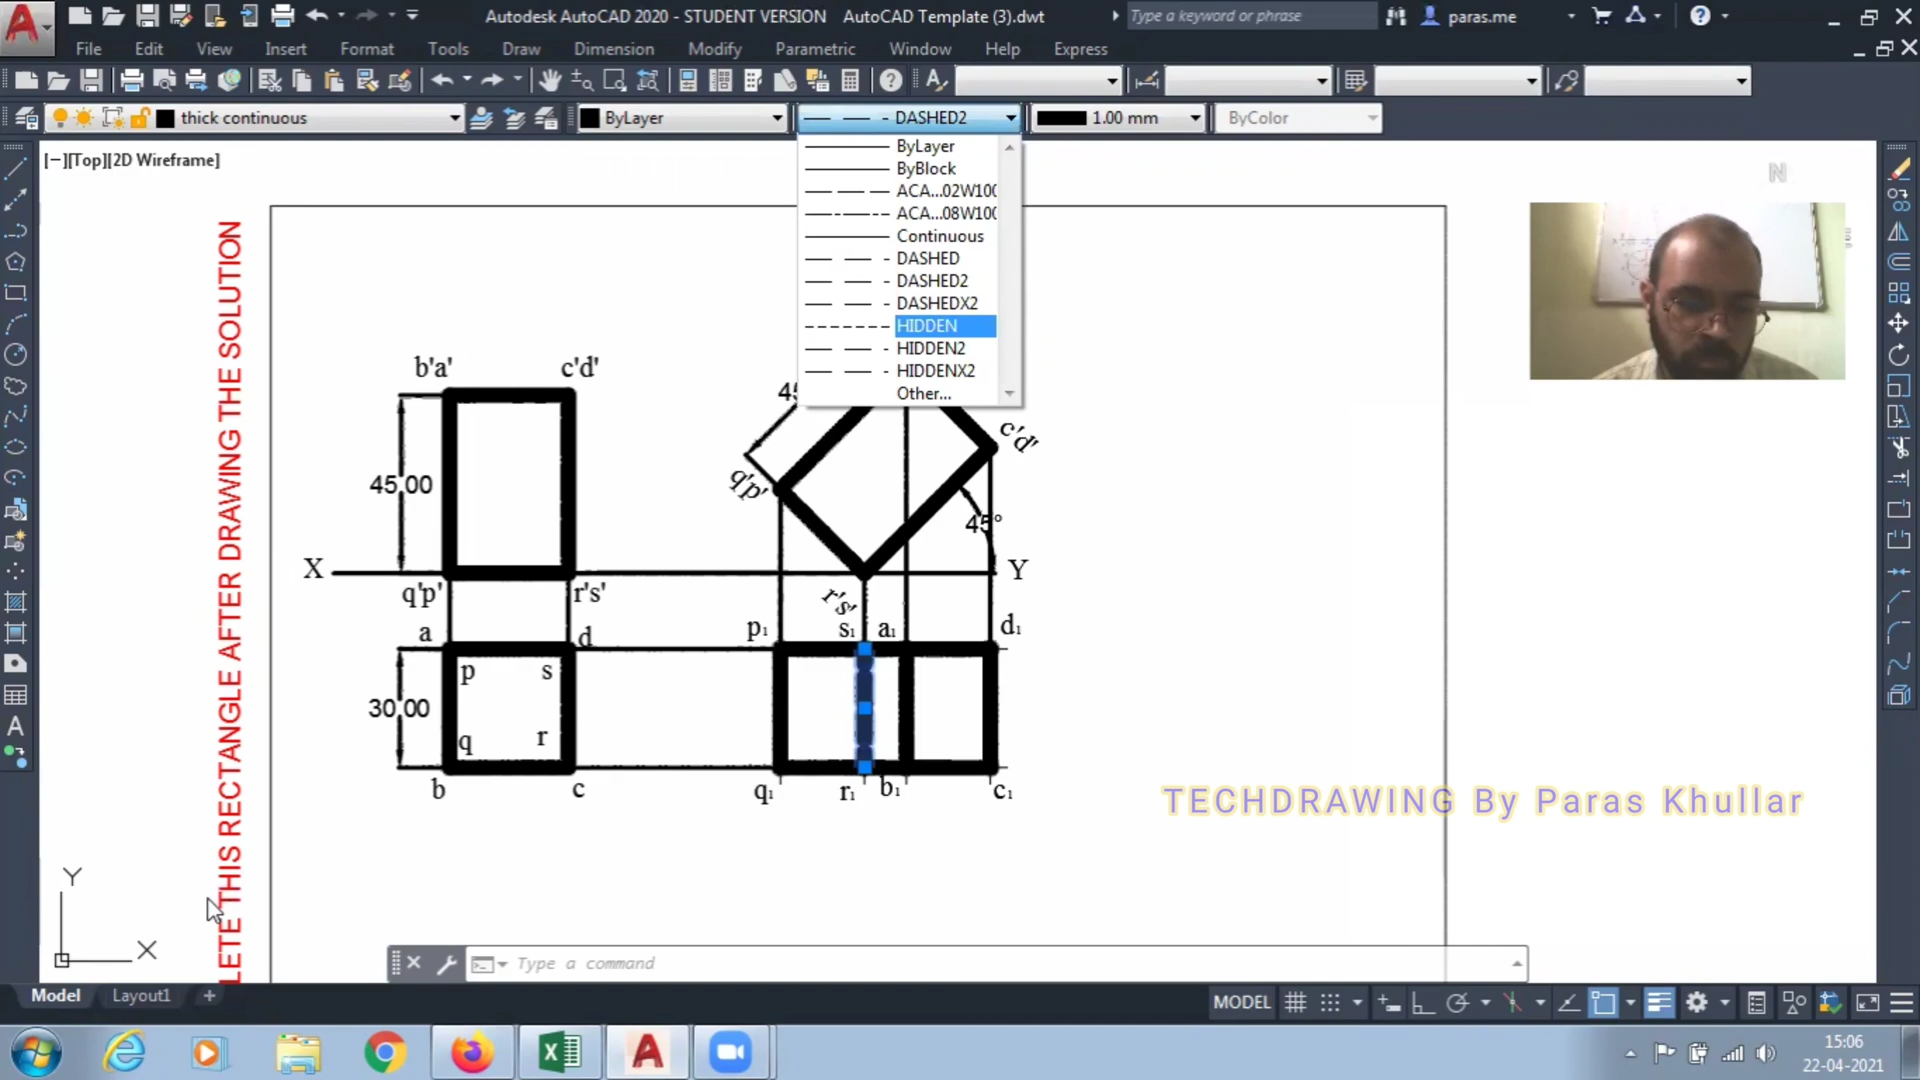 Autodesk AutoCAD 2020 - STUDENT VERSION AutoCAD Template (3).dwt
Type a keyword or phrase
paras.me
File Edit View Insert Format Tools Draw Dimension Modify Parametric Window Help Express
thick continuous
ByLayer
DASHED2
1.00 mm
ByColor
ByLayer
ByBlock
ACA...02W100
ACA...08W100
Continuous
DASHED
DASHED2
DASHEDX2
HIDDEN
HIDDEN2
HIDDENX2
Other...
[−][Top][2D Wireframe]
N
LETE THIS RECTANGLE AFTER DRAWING THE SOLUTION
b'a' c'd'
45
c'd'
q'p'
45.00
45°
X Y
q'p' r's' r's'
a d p₁ s₁ a₁ d₁
p s
30.00
q r
b c q₁ r₁ b₁ c₁
TECHDRAWING By Paras Khullar
Y
X
Type a command
Model Layout1 +
MODEL
15:06
22-04-2021